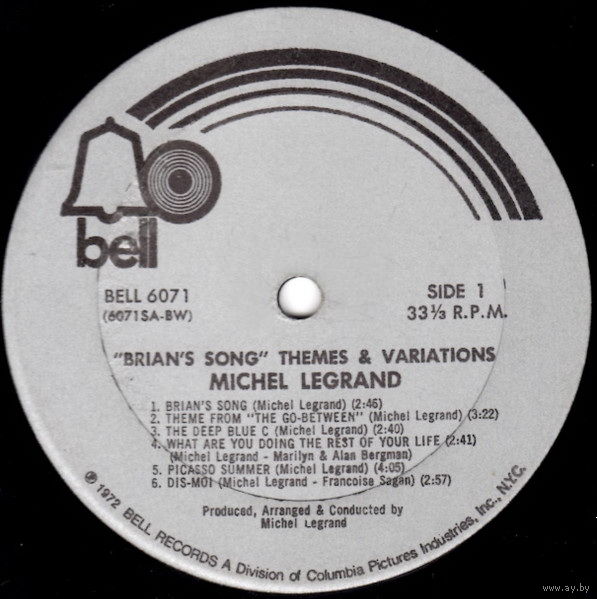 bell
BELL 6071
(6071SA-BW)
SIDE 1
33⅓ R.P.M.
"BRIAN'S SONG" THEMES & VARIATIONS
MICHEL LEGRAND
1. BRIAN'S SONG (Michel Legrand) (2:46)
2. THEME FROM "THE GO-BETWEEN" (Michel Legrand) (3:22)
3. THE DEEP BLUE C (Michel Legrand) (2:40)
4. WHAT ARE YOU DOING THE REST OF YOUR LIFE (2:41)
(Michel Legrand - Marilyn & Alan Bergman)
5. PICASSO SUMMER (Michel Legrand) (4:05)
6. DIS-MOI (Michel Legrand - Francoise Sagan) (2:57)
Produced, Arranged & Conducted by
Michel Legrand
℗ 1972 BELL RECORDS A Division of Columbia Pictures Industries, Inc., N.Y.C.
www.ay.by